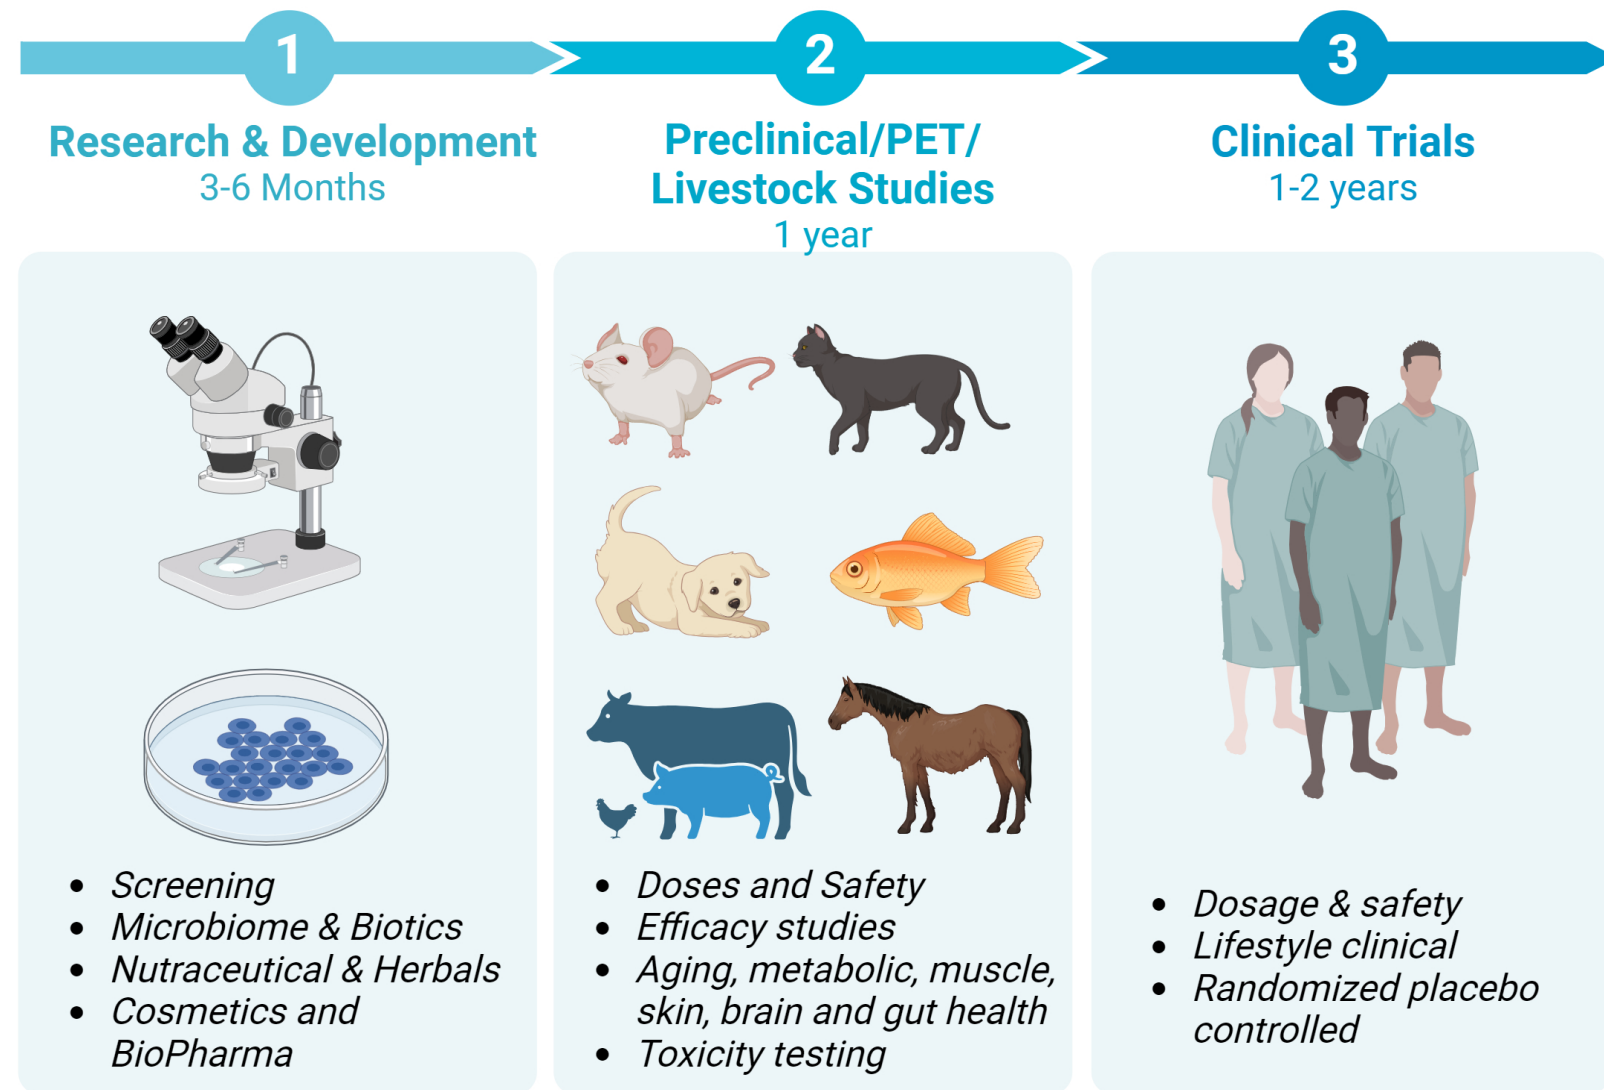 1
Research & Development
3-6 Months
• Screening
• Microbiome & Biotics
• Nutraceutical & Herbals
• Cosmetics and
BioPharma
2
Preclinical/PET/
Livestock Studies
1 year
• Doses and Safety
• Efficacy studies
• Aging, metabolic, muscle,
skin, brain and gut health
• Toxicity testing
3
Clinical Trials
1-2 years
• Dosage & safety
• Lifestyle clinical
• Randomized placebo
controlled